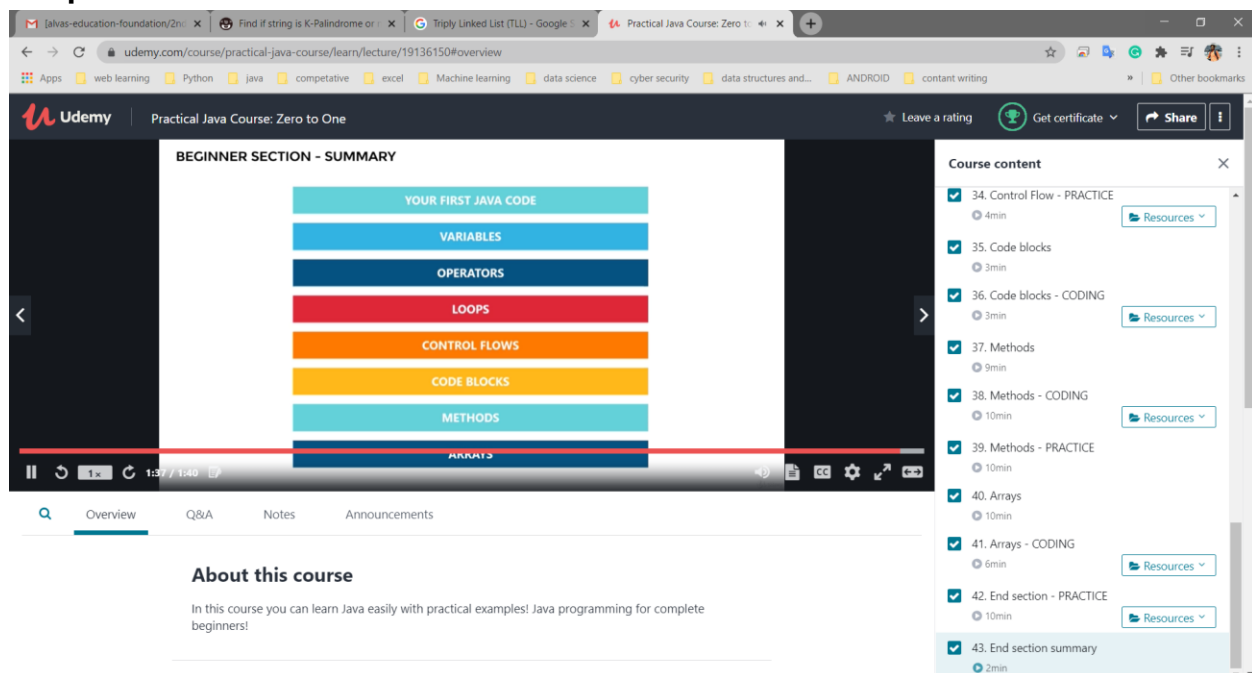 [alvas-education-foundation/2nd
Find if string is K-Palindrome or n
Triply Linked List (TLL) - Google S
Practical Java Course: Zero to
udemy.com/course/practical-java-course/learn/lecture/19136150#overview
Apps web learning Python java competative excel Machine learning data science cyber security data structures and... ANDROID contant writing » Other bookmarks
Udemy Practical Java Course: Zero to One Leave a rating Get certificate Share
BEGINNER SECTION - SUMMARY
YOUR FIRST JAVA CODE
VARIABLES
OPERATORS
LOOPS
CONTROL FLOWS
CODE BLOCKS
METHODS
ARRAYS
1x 1:37 / 1:40 CC
Course content
34. Control Flow - PRACTICE
4min Resources
35. Code blocks
3min
36. Code blocks - CODING
3min Resources
37. Methods
9min
38. Methods - CODING
10min Resources
39. Methods - PRACTICE
10min
40. Arrays
10min
41. Arrays - CODING
6min Resources
42. End section - PRACTICE
10min Resources
43. End section summary
2min
Overview Q&A Notes Announcements
About this course
In this course you can learn Java easily with practical examples! Java programming for complete
beginners!